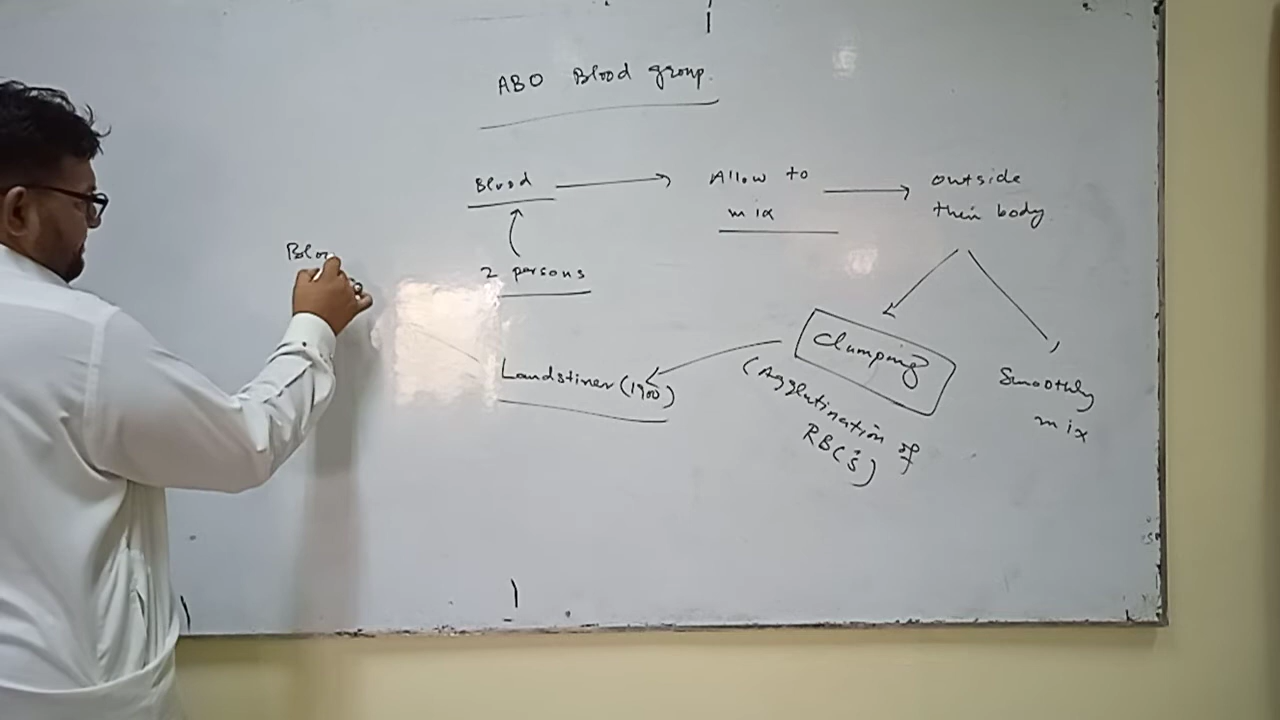 ABO Blood group.
Blood
Allow to
mix
outside
their body
2 persons
Bloo
Clumping
(Agglutination of
RBC's)
Smoothly
mix
Landstiner (1900)